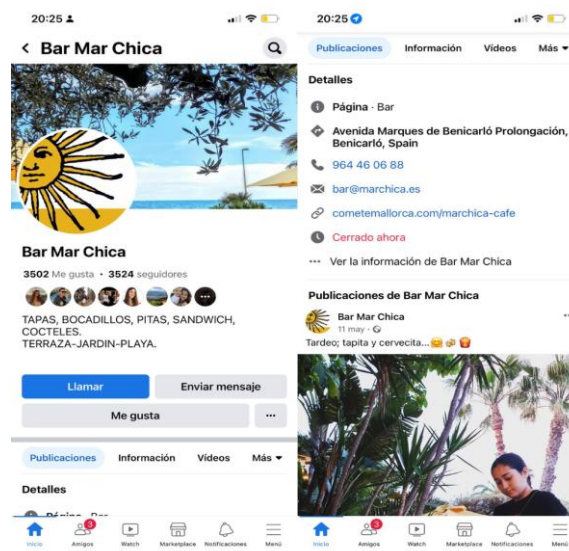 20:25
Bar Mar Chica
Bar Mar Chica
3502 Me gusta • 3524 seguidores
TAPAS, BOCADILLOS, PITAS, SANDWICH,
COCTELES.
TERRAZA-JARDIN-PLAYA.
Llamar
Enviar mensaje
Me gusta
Publicaciones
Información
Vídeos
Más
Detalles
Página · Bar
3
Inicio
Amigos
Watch
Marketplace
Notificaciones
Menú
20:25
Publicaciones
Información
Vídeos
Más
Detalles
Página · Bar
Avenida Marques de Benicarló Prolongación,
Benicarló, Spain
964 46 06 88
bar@marchica.es
cometemallorca.com/marchica-cafe
Cerrado ahora
Ver la información de Bar Mar Chica
Publicaciones de Bar Mar Chica
Bar Mar Chica
11 may ·
Tardeo; tapita y cervecita...
3
Inicio
Amigos
Watch
Marketplace
Notificaciones
Menú